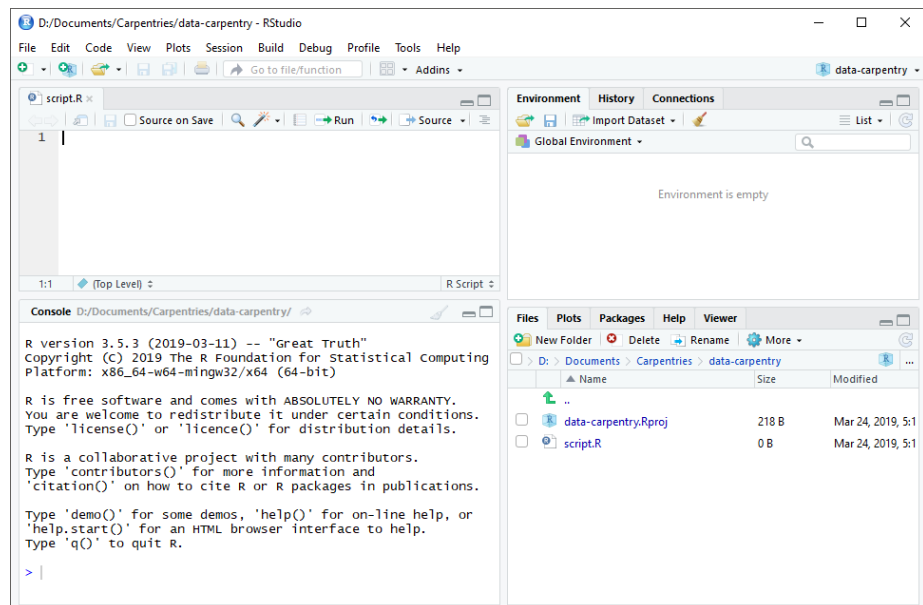 D:/Documents/Carpentries/data-carpentry - RStudio
File Edit Code View Plots Session Build Debug Profile Tools Help
Go to file/function Addins data-carpentry
script.R
Source on Save Run Source
1
1:1 (Top Level) R Script
Console D:/Documents/Carpentries/data-carpentry/
R version 3.5.3 (2019-03-11) -- "Great Truth"
Copyright (C) 2019 The R Foundation for Statistical Computing
Platform: x86_64-w64-mingw32/x64 (64-bit)
R is free software and comes with ABSOLUTELY NO WARRANTY.
You are welcome to redistribute it under certain conditions.
Type 'license()' or 'licence()' for distribution details.
R is a collaborative project with many contributors.
Type 'contributors()' for more information and
'citation()' on how to cite R or R packages in publications.
Type 'demo()' for some demos, 'help()' for on-line help, or
'help.start()' for an HTML browser interface to help.
Type 'q()' to quit R.
>
Environment History Connections
Import Dataset List
Global Environment
Environment is empty
Files Plots Packages Help Viewer
New Folder Delete Rename More
D: > Documents > Carpentries > data-carpentry ...
Name Size Modified
..
data-carpentry.Rproj 218 B Mar 24, 2019, 5:1
script.R 0 B Mar 24, 2019, 5:1